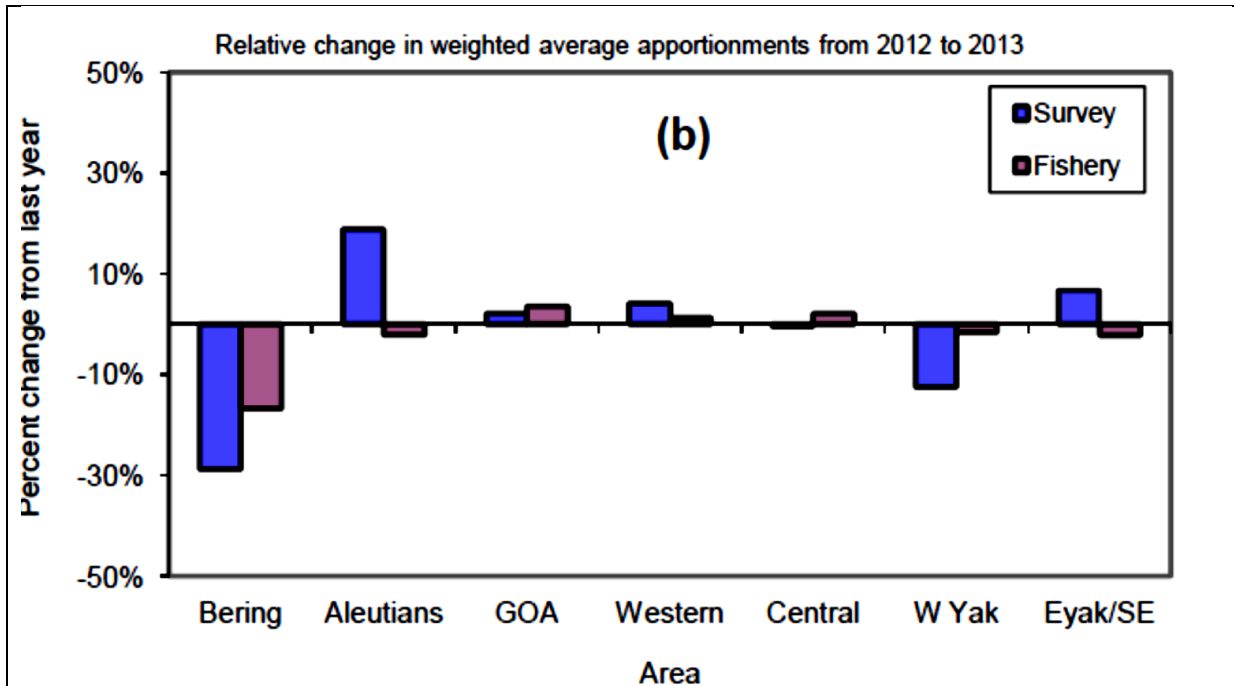 Relative change in weighted average apportionments from 2012 to 2013
50%
(b)
Survey
Fishery
30%
10%
-10%
-30%
-50%
Percent change from last year
Bering Aleutians GOA Western Central W Yak Eyak/SE
Area